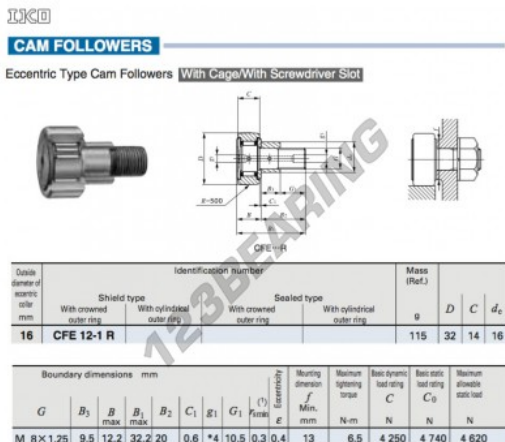 IKO
CAM FOLLOWERS
Eccentric Type Cam Followers With Cage/With Screwdriver Slot
C
D
R=500
B3
G1
C1
B
B2
B1
CFE···R
123BEARING
Outside diameter of eccentric collar mm
Identification number
Mass (Ref.) g
Shield type
Sealed type
With crowned outer ring
With cylindrical outer ring
With crowned outer ring
With cylindrical outer ring
D C de
16 CFE 12-1 R 115 32 14 16
Boundary dimensions mm
Eccentricity ε
Mounting dimension f Min. mm
Maximum tightening torque N-m
Basic dynamic load rating C N
Basic static load rating C0 N
Maximum allowable static load N
G B3 B max B1 max B2 C1 g1 G1 rsmin(1)
M 8×1.25 9.5 12.2 32.2 20 0.6 *4 10.5 0.3 0.4 13 6.5 4 250 4 740 4 620